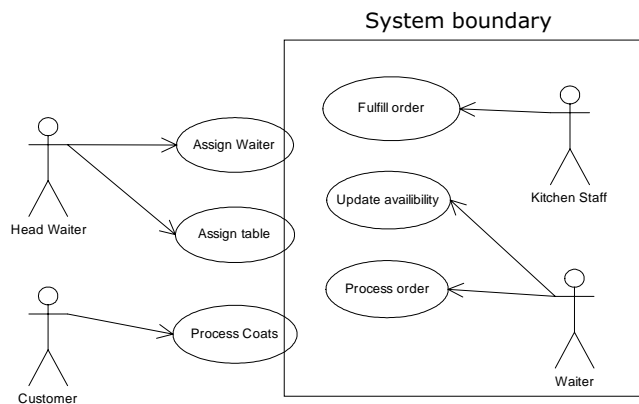 System boundary
Fulfill order
Assign Waiter
Kitchen Staff
Update availibility
Head Waiter
Assign table
Process order
Process Coats
Waiter
Customer